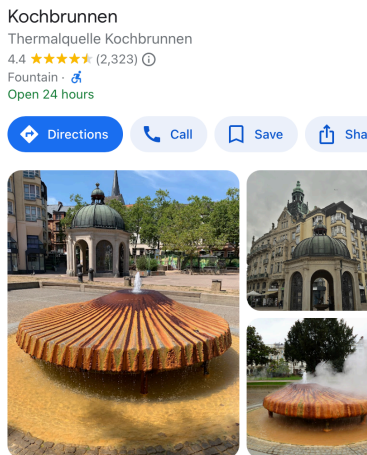 Kochbrunnen
Thermalquelle Kochbrunnen
4.4 (2,323)
Fountain ·
Open 24 hours
Directions Call Save Sha